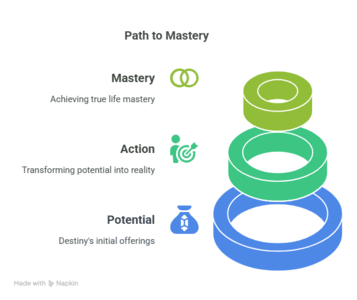 Path to Mastery
Mastery
Achieving true life mastery
Action
Transforming potential into reality
Potential
Destiny's initial offerings
Made with Napkin